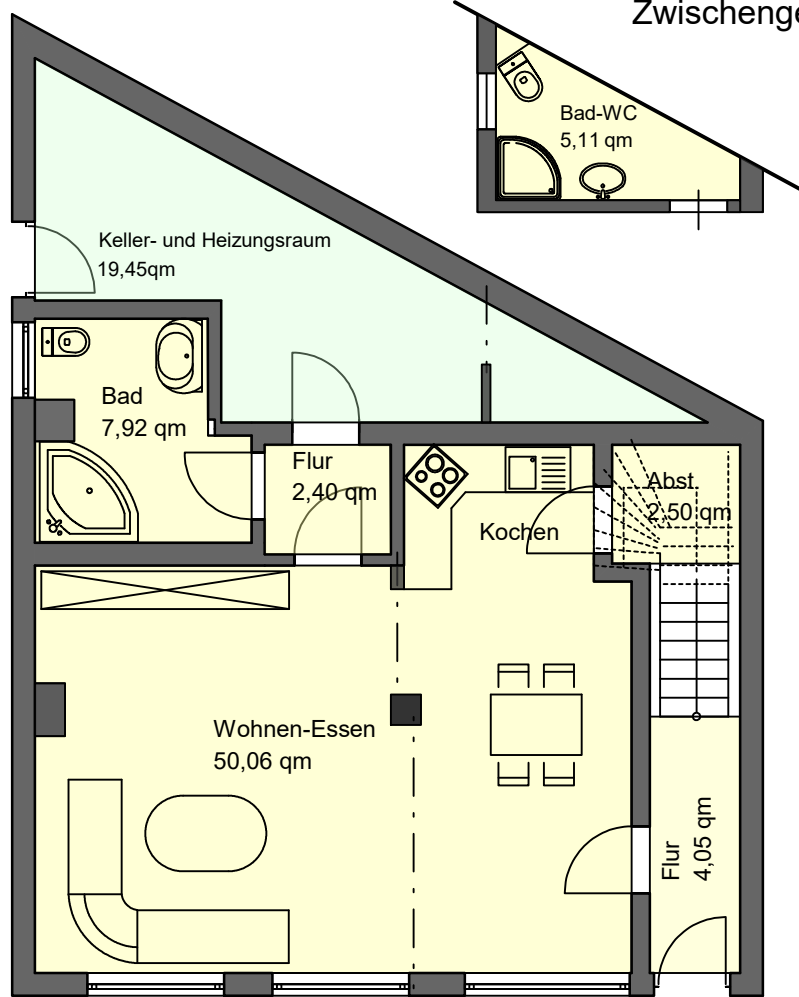 Zwischenge
Bad-WC
5,11 qm
Keller- und Heizungsraum
19,45qm
Bad
7,92 qm
Flur
2,40 qm
Kochen
Abst.
2,50 qm
Wohnen-Essen
50,06 qm
Flur
4,05 qm